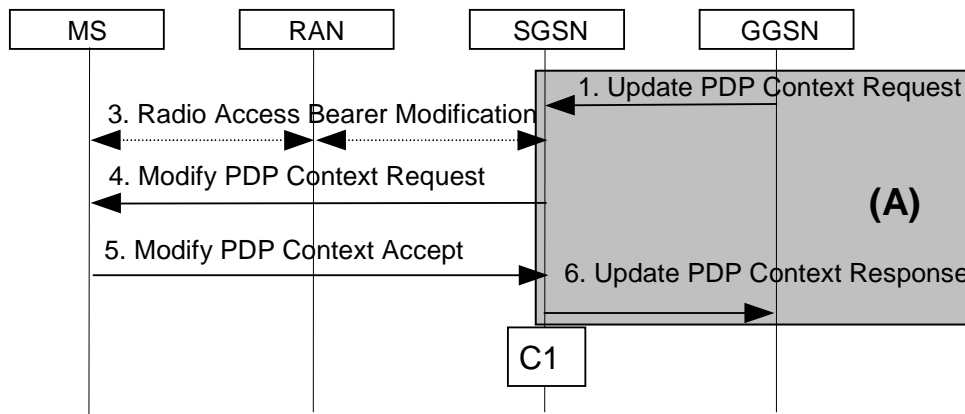 MS RAN SGSN GGSN
1. Update PDP Context Request
3. Radio Access Bearer Modification
4. Modify PDP Context Request
(A)
5. Modify PDP Context Accept
6. Update PDP Context Response
C1